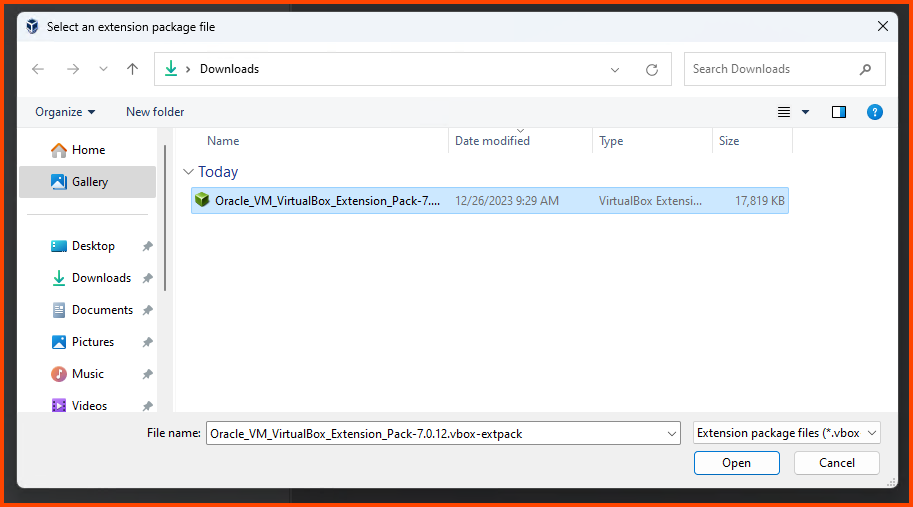 Select an extension package file
Downloads
Search Downloads
Organize
New folder
Home
Gallery
Desktop
Downloads
Documents
Pictures
Music
Videos
Name
Date modified
Type
Size
Today
Oracle_VM_VirtualBox_Extension_Pack-7....
12/26/2023 9:29 AM
VirtualBox Extensi...
17,819 KB
File name:
Oracle_VM_VirtualBox_Extension_Pack-7.0.12.vbox-extpack
Extension package files (*.vbox
Open
Cancel